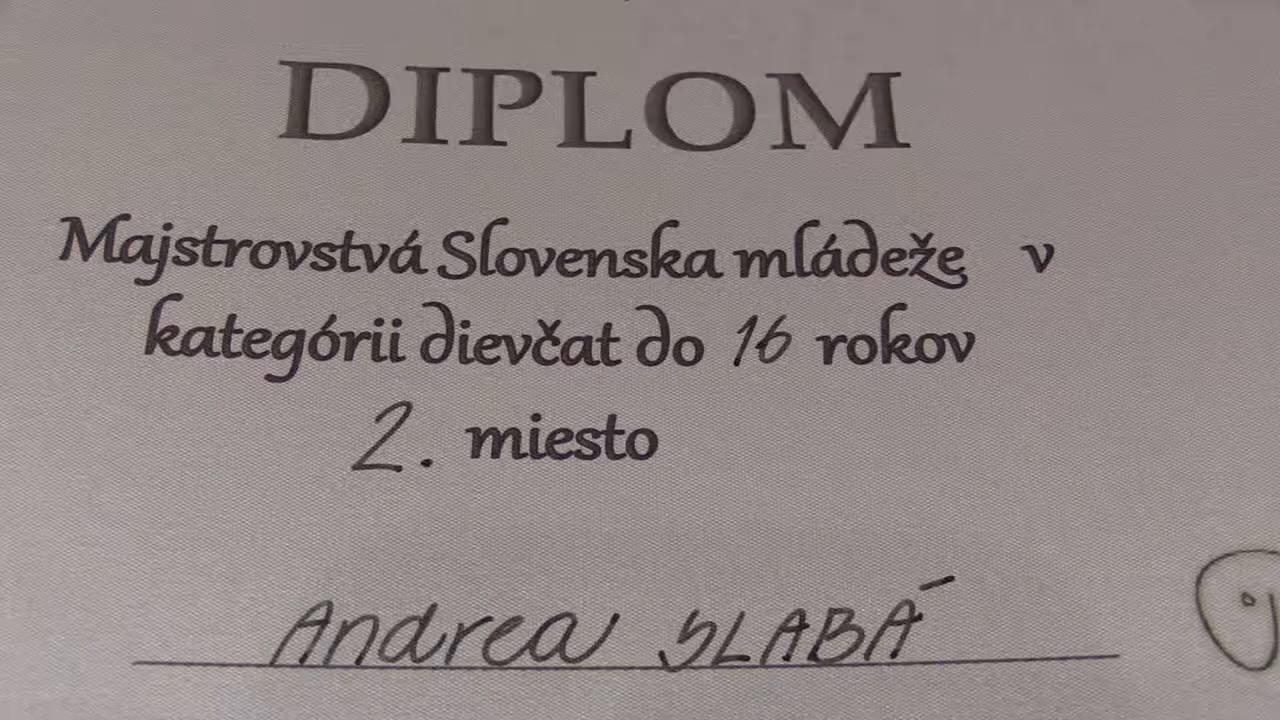 DIPLOM
Majstrovstvá Slovenska mládeže v
kategórii dievčat do 16 rokov
2. miesto
Andrea SLABÁ